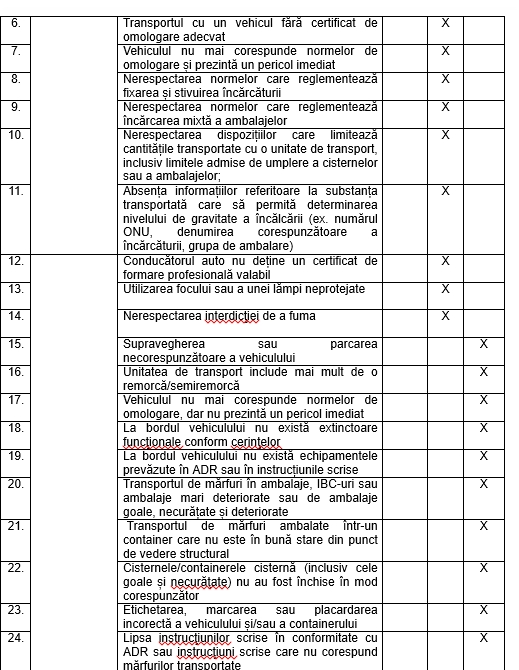 6. Transportul cu un vehicul fără certificat de X
omologare adecvat
7. Vehiculul nu mai corespunde normelor de X
omologare și prezintă un pericol imediat
8. Nerespectarea normelor care reglementează X
fixarea și stivuirea încărcăturii
9. Nerespectarea normelor care reglementează X
încărcarea mixtă a ambalajelor
10. Nerespectarea dispozițiilor care limitează X
cantitățile transportate cu o unitate de transport,
inclusiv limitele admise de umplere a cisternelor
sau a ambalajelor;
11. Absența informațiilor referitoare la substanța X
transportată care să permită determinarea
nivelului de gravitate a încălcării (ex. numărul
ONU, denumirea corespunzătoare a
încărcăturii, grupa de ambalare)
12. Conducătorul auto nu deține un certificat de X
formare profesională valabil
13. Utilizarea focului sau a unei lămpi neprotejate X
14. Nerespectarea interdicției de a fuma X
15. Supravegherea sau parcarea X
necorespunzătoare a vehiculului
16. Unitatea de transport include mai mult de o X
remorcă/semiremorcă
17. Vehiculul nu mai corespunde normelor de X
omologare, dar nu prezintă un pericol imediat
18. La bordul vehiculului nu există extinctoare X
funcționale conform cerințelor
19. La bordul vehiculului nu există echipamentele X
prevăzute în ADR sau în instrucțiunile scrise
20. Transportul de mărfuri în ambalaje, IBC-uri sau X
ambalaje mari deteriorate sau de ambalaje
goale, necurățate și deteriorate
21. Transportul de mărfuri ambalate într-un X
container care nu este în bună stare din punct
de vedere structural
22. Cisternele/containerele cisternă (inclusiv cele X
goale și necurățate) nu au fost închise în mod
corespunzător
23. Etichetarea, marcarea sau placardarea X
incorectă a vehiculului și/sau a containerului
24. Lipsa instrucțiunilor scrise în conformitate cu X
ADR sau instrucțiuni scrise care nu corespund
mărfurilor transportate